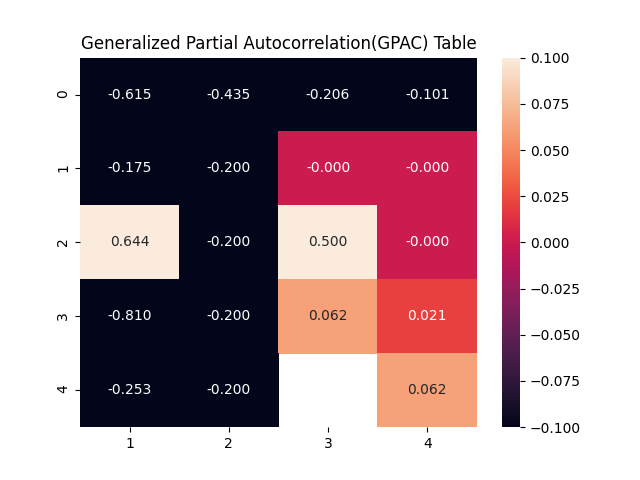 Generalized Partial Autocorrelation(GPAC) Table
0 -0.615 -0.435 -0.206 -0.101
1 -0.175 -0.200 -0.000 -0.000
2 0.644 -0.200 0.500 -0.000
3 -0.810 -0.200 0.062 0.021
4 -0.253 -0.200 0.062
1 2 3 4
0.100
0.075
0.050
0.025
0.000
−0.025
−0.050
−0.075
−0.100